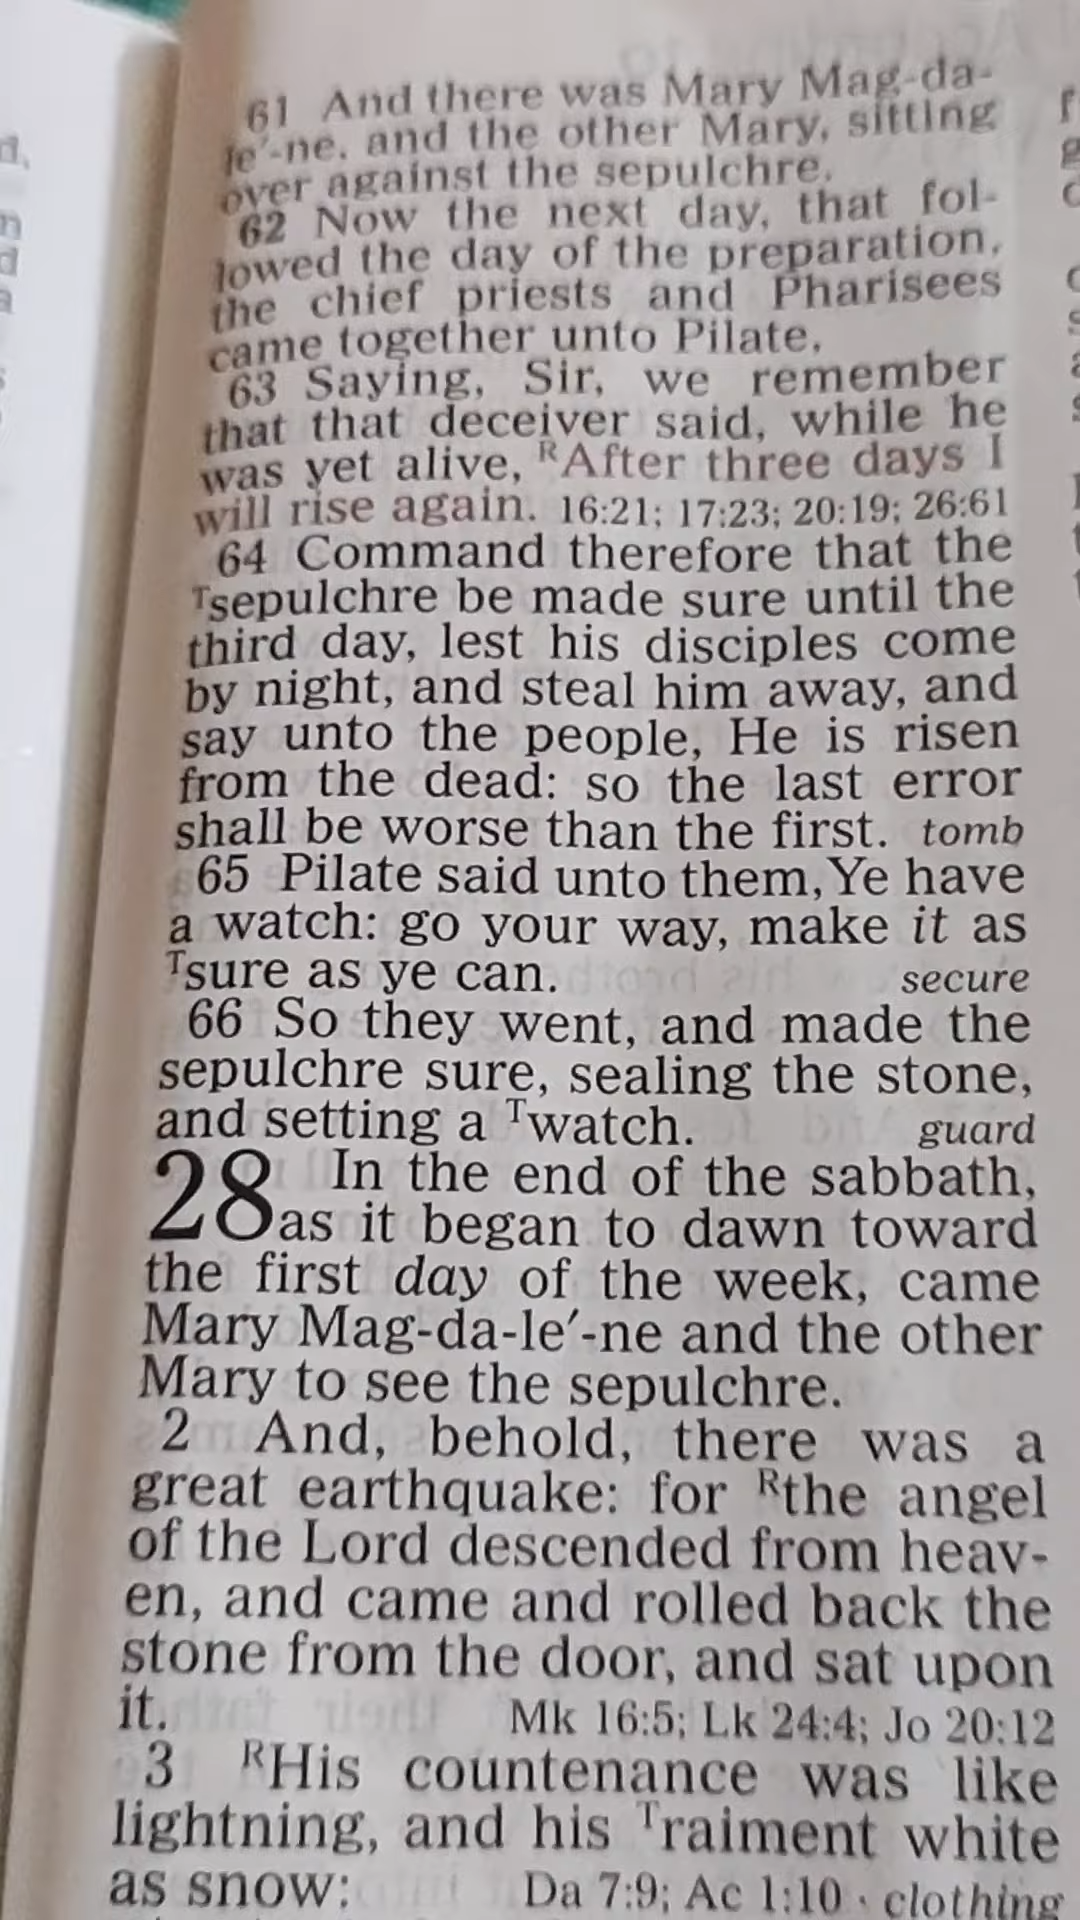 61 And there was Mary Mag-da-
le′-ne, and the other Mary, sitting
over against the sepulchre.
62 Now the next day, that fol-
lowed the day of the preparation,
the chief priests and Pharisees
came together unto Pilate,
63 Saying, Sir, we remember
that that deceiver said, while he
was yet alive, ᴿAfter three days I
will rise again. 16:21; 17:23; 20:19; 26:61
64 Command therefore that the
ᵀsepulchre be made sure until the
third day, lest his disciples come
by night, and steal him away, and
say unto the people, He is risen
from the dead: so the last error
shall be worse than the first. tomb
65 Pilate said unto them, Ye have
a watch: go your way, make it as
ᵀsure as ye can. secure
66 So they went, and made the
sepulchre sure, sealing the stone,
and setting a ᵀwatch. guard
28 In the end of the sabbath,
as it began to dawn toward
the first day of the week, came
Mary Mag-da-le′-ne and the other
Mary to see the sepulchre.
2 And, behold, there was a
great earthquake: for ᴿthe angel
of the Lord descended from heav-
en, and came and rolled back the
stone from the door, and sat upon
it. Mk 16:5; Lk 24:4; Jo 20:12
3 ᴿHis countenance was like
lightning, and his ᵀraiment white
as snow: Da 7:9; Ac 1:10 · clothing